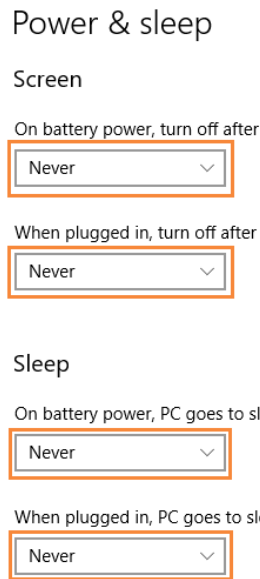 Power & sleep
Screen
On battery power, turn off after
Never
When plugged in, turn off after
Never
Sleep
On battery power, PC goes to
Never
When plugged in, PC goes to
Never